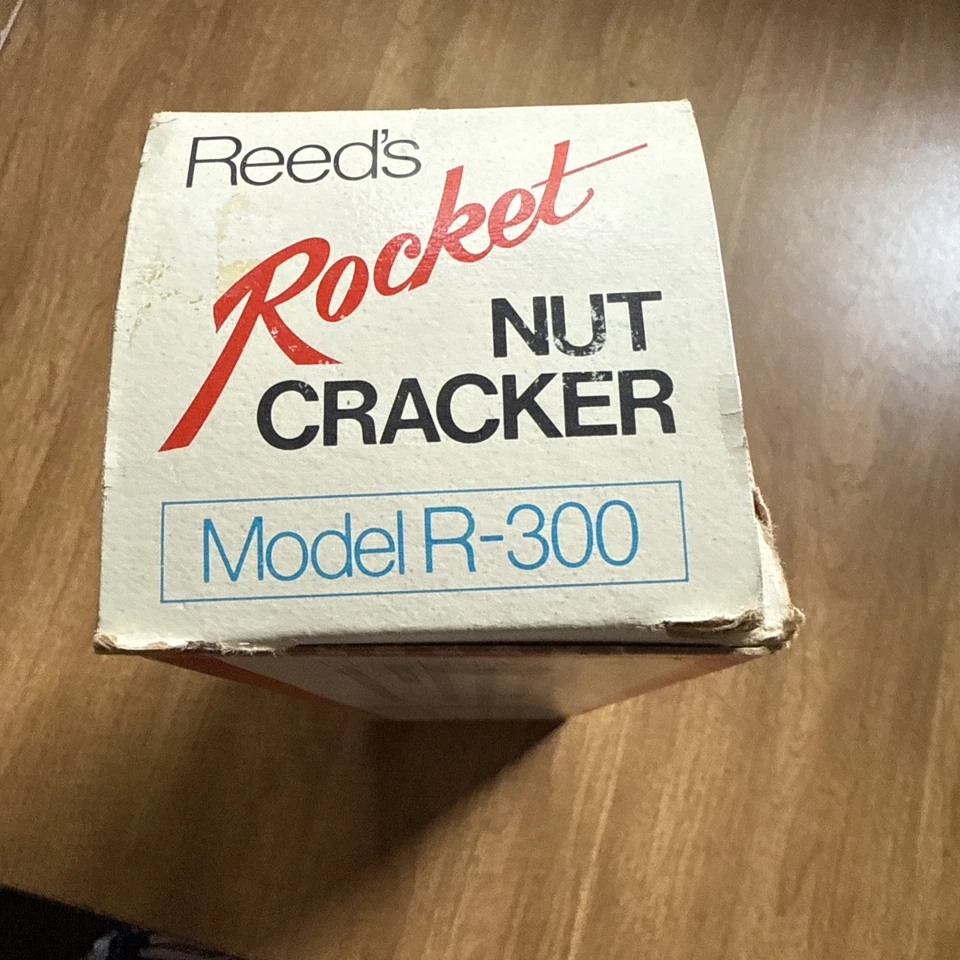 Reed's
Rocket
NUT
CRACKER
Model R-300